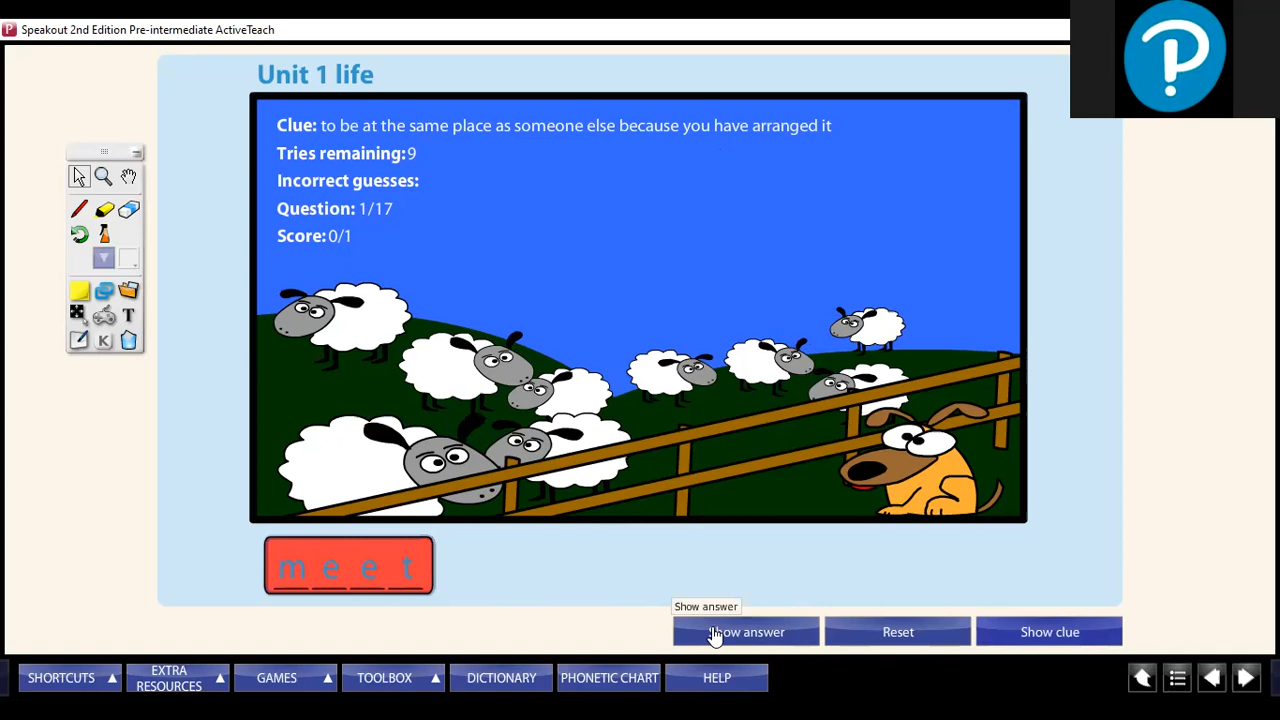 Speakout 2nd Edition Pre-intermediate ActiveTeach
Unit 1 life
Clue: to be at the same place as someone else because you have arranged it
Tries remaining: 9
Incorrect guesses:
Question: 1/17
Score: 0/1
T
K
m e e t
Show answer
Show answer
Reset
Show clue
SHORTCUTS
EXTRA
RESOURCES
GAMES
TOOLBOX
DICTIONARY
PHONETIC CHART
HELP